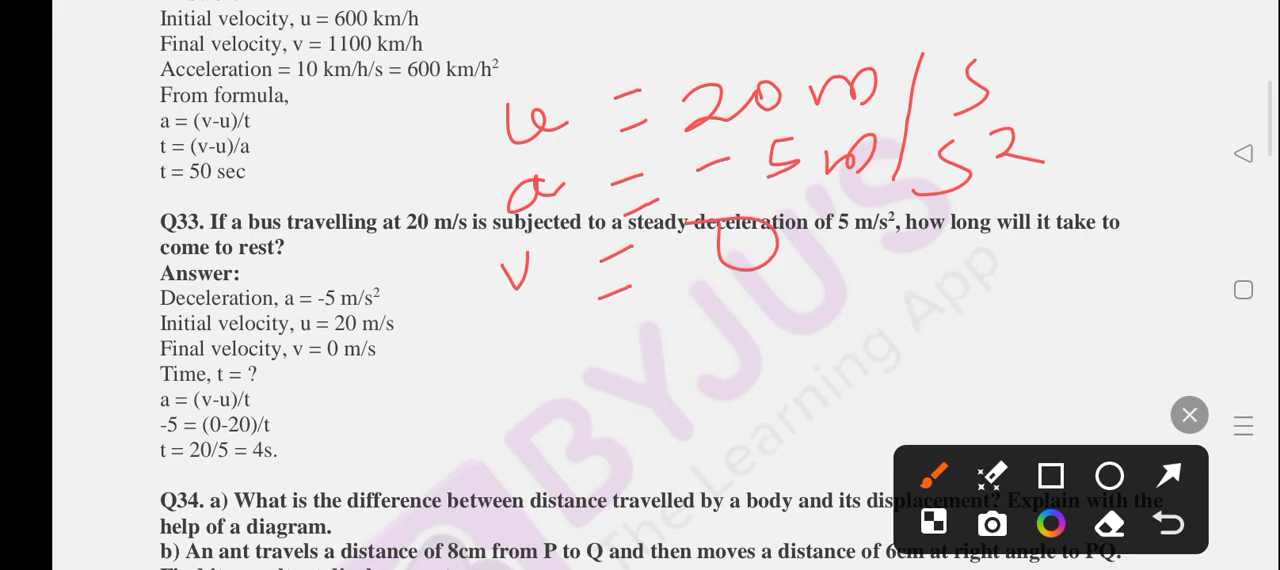 Initial velocity, u = 600 km/h
Final velocity, v = 1100 km/h
Acceleration = 10 km/h/s = 600 km/h²
From formula,
a = (v-u)/t
t = (v-u)/a
t = 50 sec
u = 20 m/s
a = - 5 m/s²
v = 0
Q33. If a bus travelling at 20 m/s is subjected to a steady deceleration of 5 m/s², how long will it take to
come to rest?
Answer:
Deceleration, a = -5 m/s²
Initial velocity, u = 20 m/s
Final velocity, v = 0 m/s
Time, t = ?
a = (v-u)/t
-5 = (0-20)/t
t = 20/5 = 4s.
Q34. a) What is the difference between distance travelled by a body and its displacement? Explain with the
help of a diagram.
b) An ant travels a distance of 8cm from P to Q and then moves a distance of 6cm at right angle to PQ.
BYJU'S
The Learning App